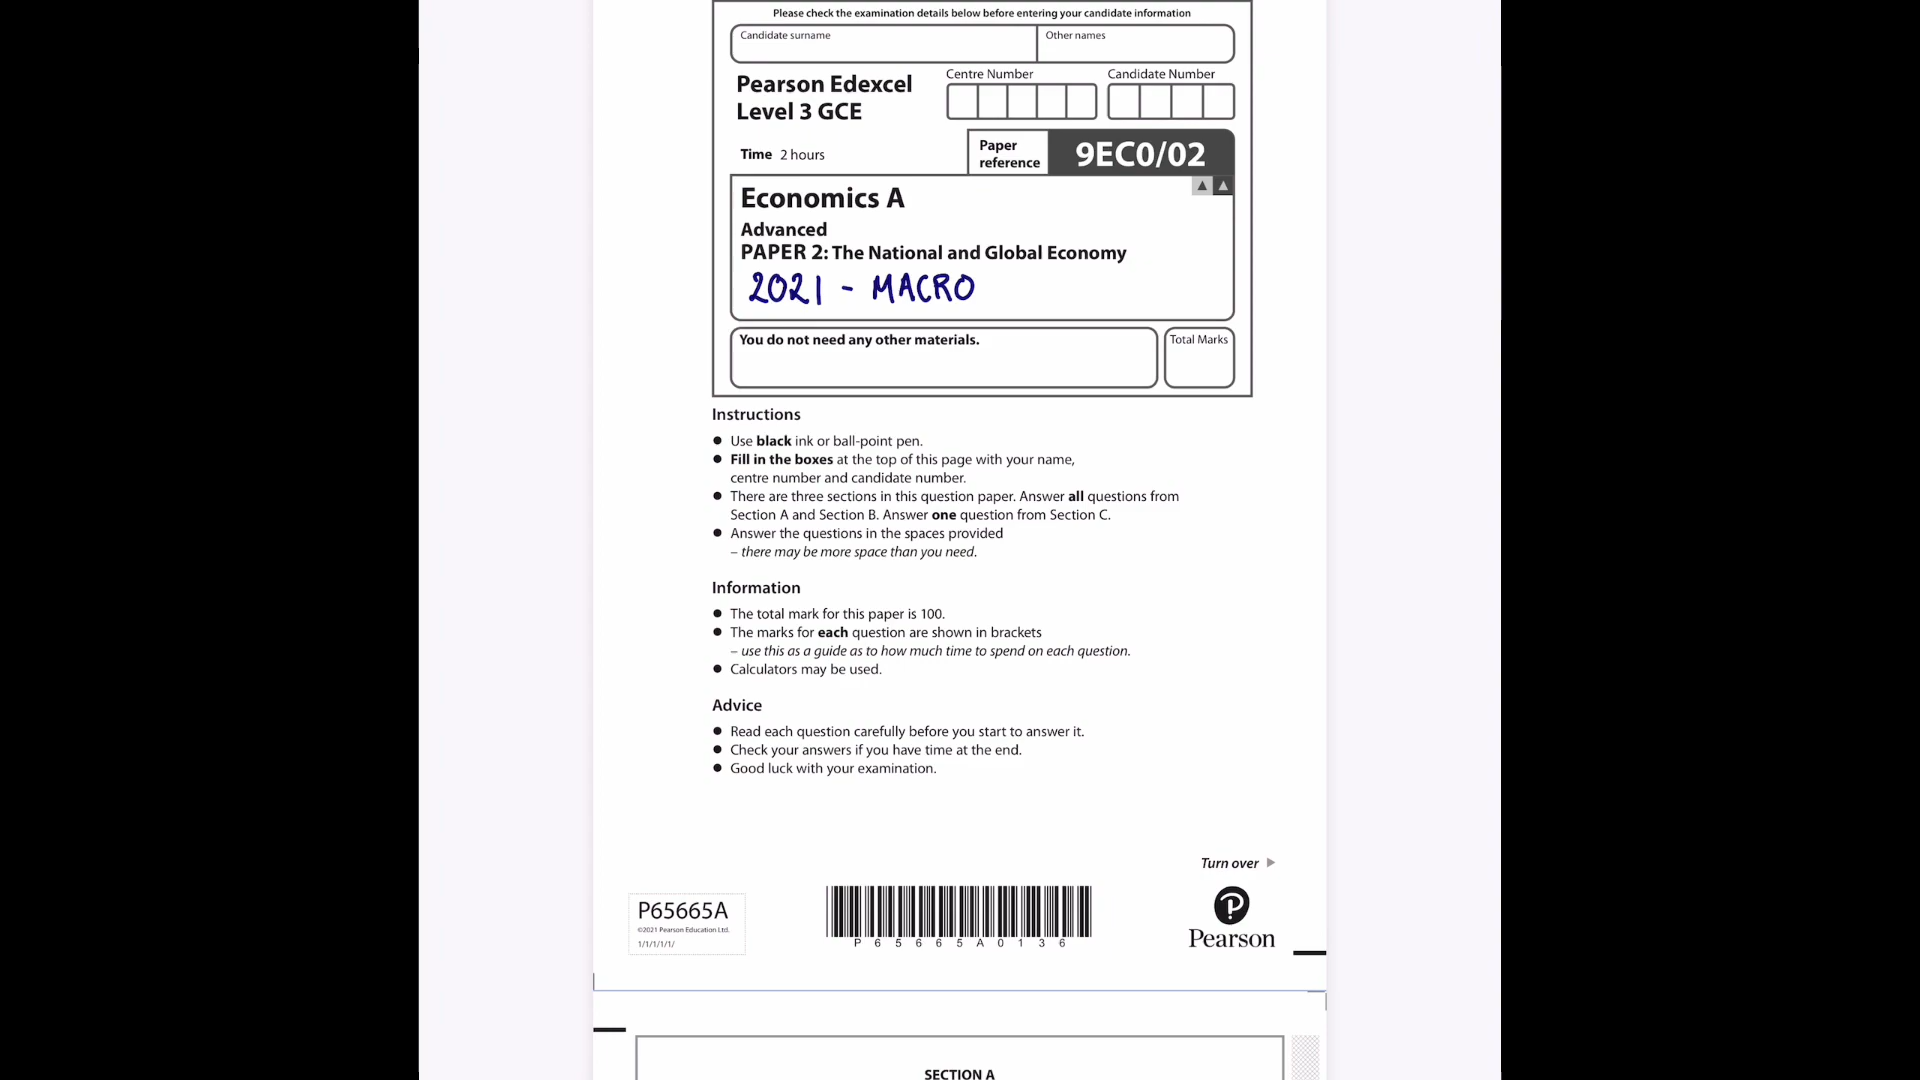 Please check the examination details below before entering your candidate information
Candidate surname
Other names
Pearson Edexcel
Level 3 GCE
Centre Number
Candidate Number
Time 2 hours
Paper
reference
9EC0/02
Economics A
Advanced
PAPER 2: The National and Global Economy
2021 - MACRO
You do not need any other materials.
Total Marks
Instructions
● Use black ink or ball-point pen.
● Fill in the boxes at the top of this page with your name,
centre number and candidate number.
● There are three sections in this question paper. Answer all questions from
Section A and Section B. Answer one question from Section C.
● Answer the questions in the spaces provided
– there may be more space than you need.
Information
● The total mark for this paper is 100.
● The marks for each question are shown in brackets
– use this as a guide as to how much time to spend on each question.
● Calculators may be used.
Advice
● Read each question carefully before you start to answer it.
● Check your answers if you have time at the end.
● Good luck with your examination.
Turn over
P65665A
©2021 Pearson Education Ltd.
1/1/1/1/1/
P65665A0136
Pearson
SECTION A